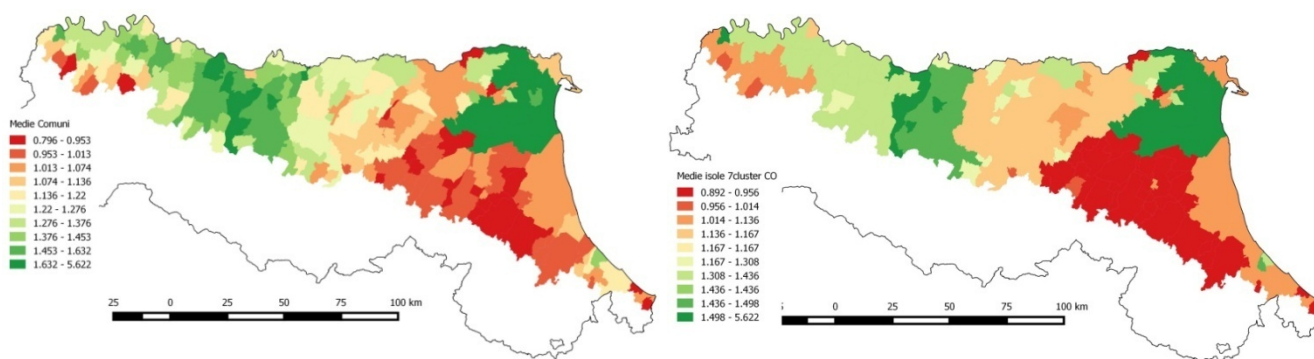 Medie Comuni
0.796 - 0.953
0.953 - 1.013
1.013 - 1.074
1.074 - 1.136
1.136 - 1.22
1.22 - 1.276
1.276 - 1.376
1.376 - 1.453
1.453 - 1.632
1.632 - 5.622
25 0 25 50 75 100 km
Medie isole 7cluster CO
0.892 - 0.956
0.956 - 1.014
1.014 - 1.136
1.136 - 1.167
1.167 - 1.167
1.167 - 1.308
1.308 - 1.436
1.436 - 1.436
1.436 - 1.498
1.498 - 5.622
0 25 50 75 100 km